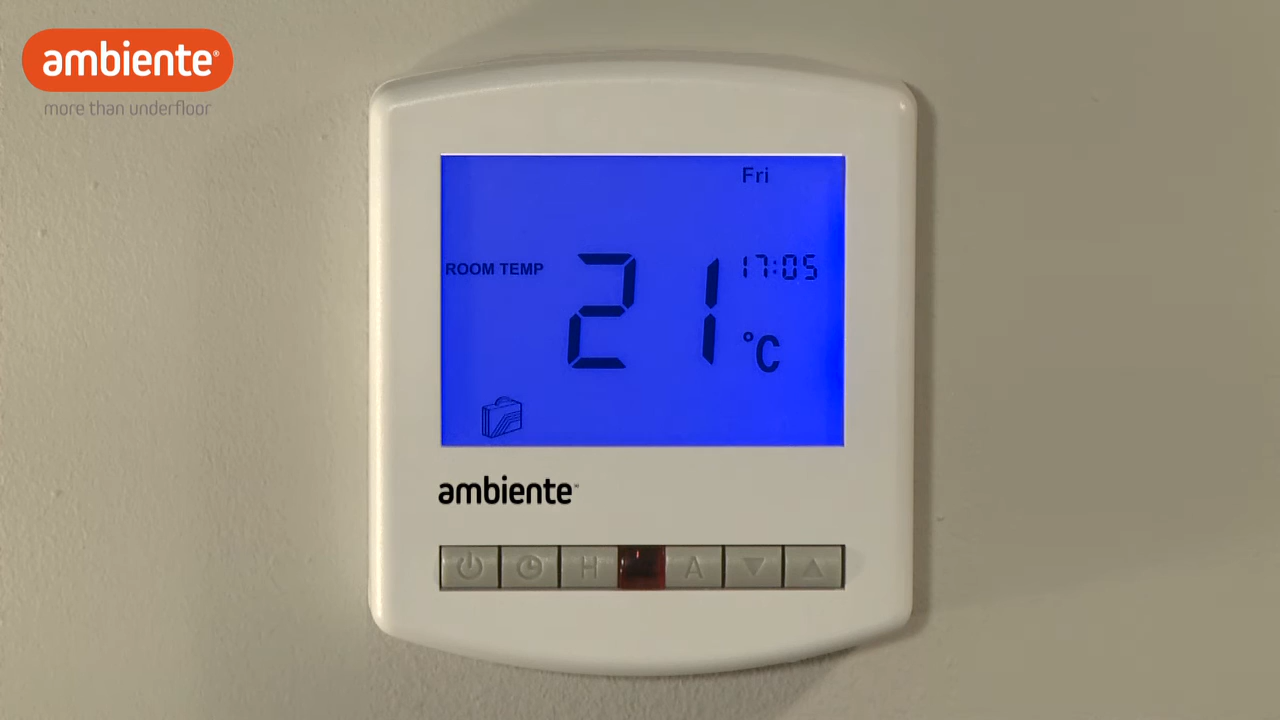 ambiente®
more than underfloor
Fri
ROOM TEMP
21
17:05
°C
ambiente™
H
A